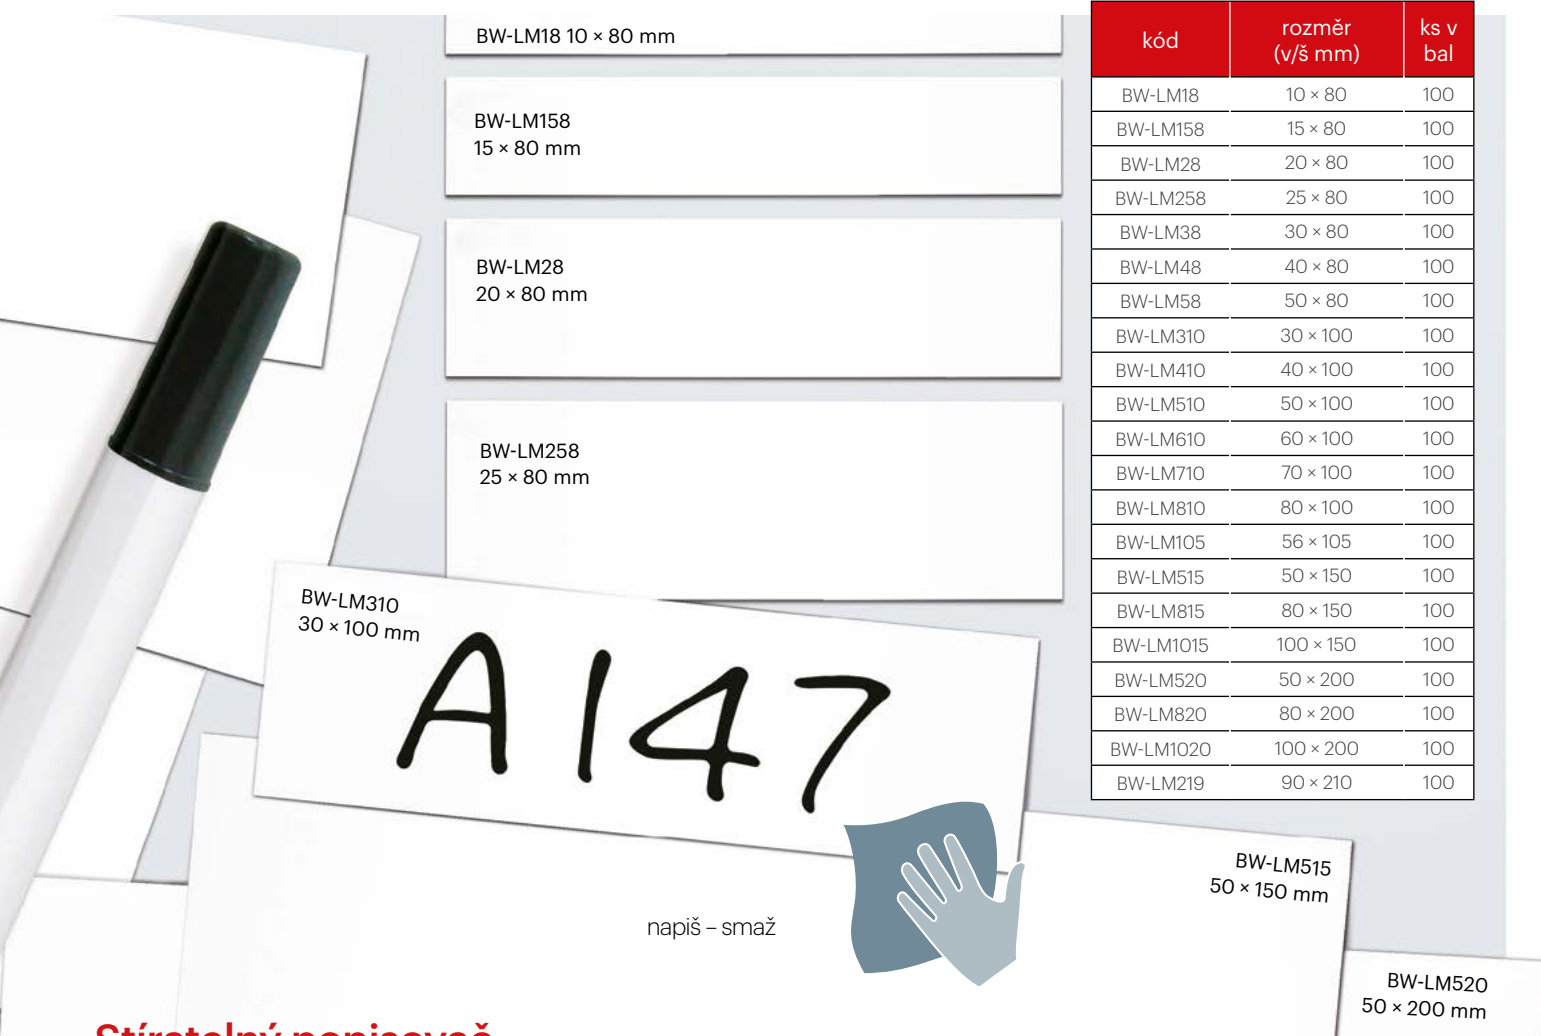 BW-LM18 10 × 80 mm
BW-LM158
15 × 80 mm
BW-LM28
20 × 80 mm
BW-LM258
25 × 80 mm
BW-LM310
30 × 100 mm
A147
napiš – smaž
BW-LM515
50 × 150 mm
BW-LM520
50 × 200 mm
kód rozměr (v/š mm) ks v bal
BW-LM18 10 × 80 100
BW-LM158 15 × 80 100
BW-LM28 20 × 80 100
BW-LM258 25 × 80 100
BW-LM38 30 × 80 100
BW-LM48 40 × 80 100
BW-LM58 50 × 80 100
BW-LM310 30 × 100 100
BW-LM410 40 × 100 100
BW-LM510 50 × 100 100
BW-LM610 60 × 100 100
BW-LM710 70 × 100 100
BW-LM810 80 × 100 100
BW-LM105 56 × 105 100
BW-LM515 50 × 150 100
BW-LM815 80 × 150 100
BW-LM1015 100 × 150 100
BW-LM520 50 × 200 100
BW-LM820 80 × 200 100
BW-LM1020 100 × 200 100
BW-LM219 90 × 210 100
Stíratelný popisovač